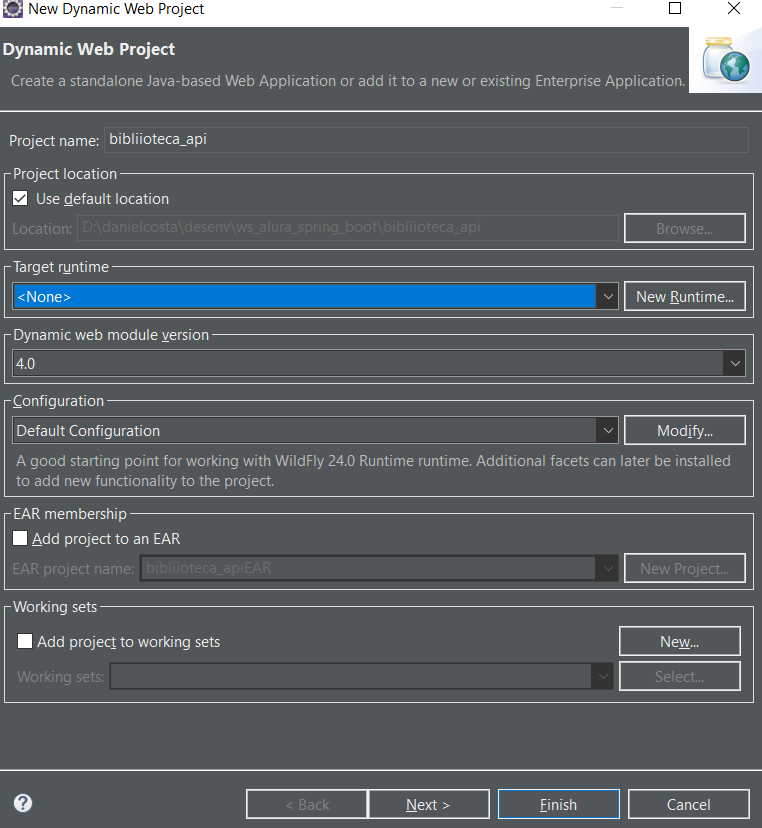 New Dynamic Web Project
Dynamic Web Project
Create a standalone Java-based Web Application or add it to a new or existing Enterprise Application.
Project name: bibliioteca_api
Project location
Use default location
Location: D:\danielcosta\desenv\ws_alura_spring_boot\bibliioteca_api Browse...
Target runtime
<None> New Runtime...
Dynamic web module version
4.0
Configuration
Default Configuration Modify...
A good starting point for working with WildFly 24.0 Runtime runtime. Additional facets can later be installed
to add new functionality to the project.
EAR membership
Add project to an EAR
EAR project name: bibliioteca_apiEAR New Project...
Working sets
Add project to working sets New...
Working sets: Select...
? < Back Next > Finish Cancel